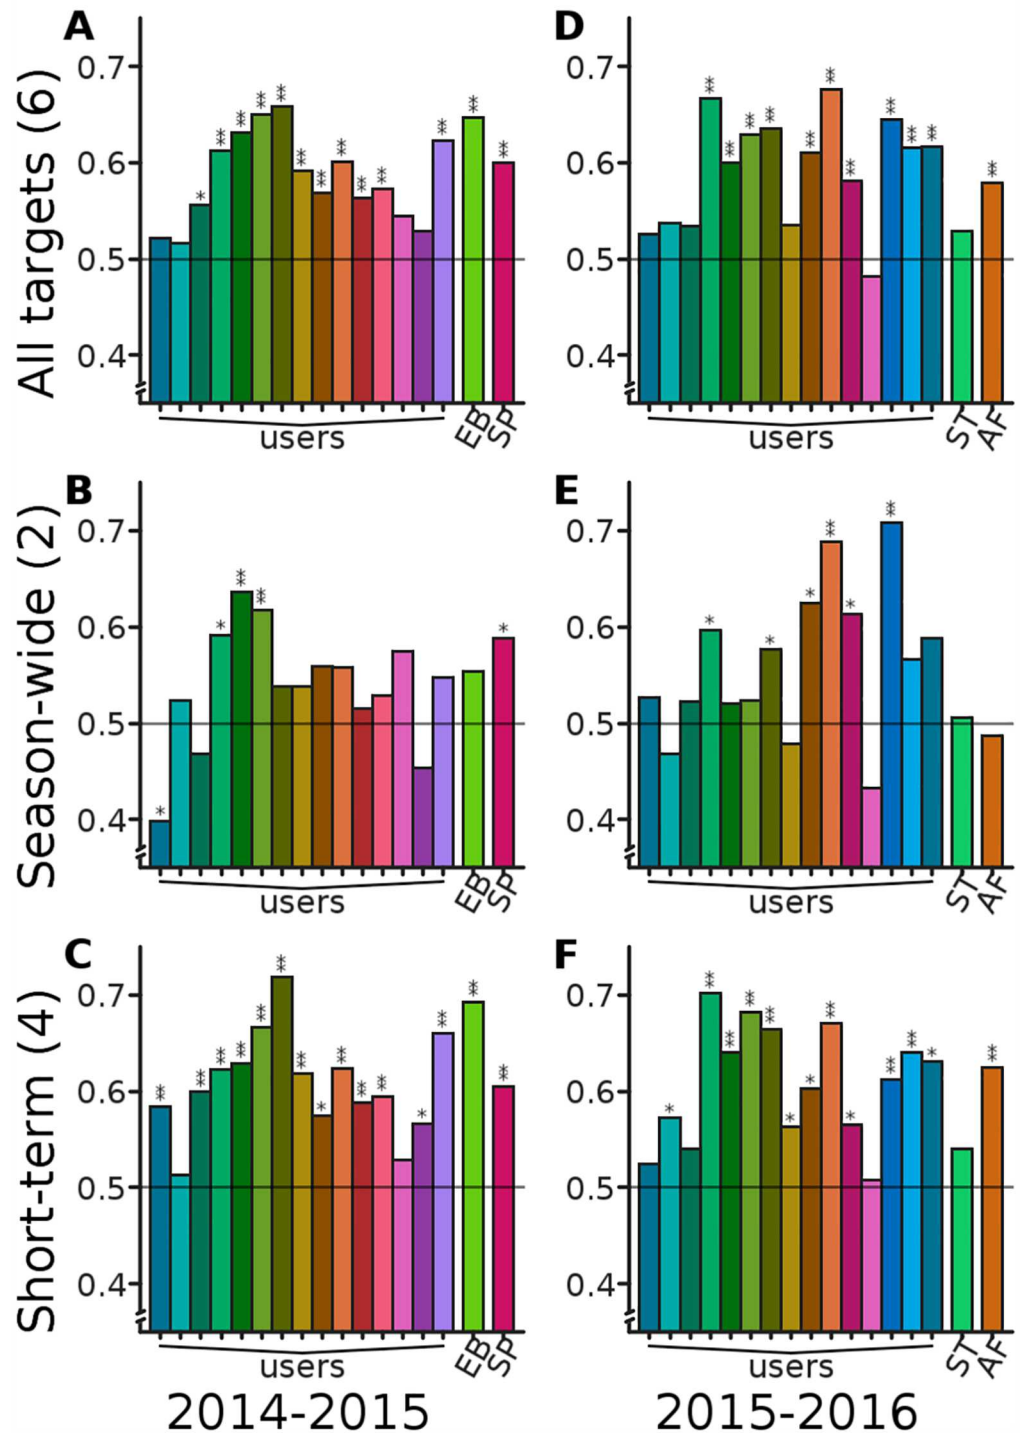 A
D
All targets (6)
0.7
0.6
0.5
0.4
users
EB
SP
0.7
0.6
0.5
0.4
users
ST
AF
B
E
Season-wide (2)
0.7
0.6
0.5
0.4
users
EB
SP
0.7
0.6
0.5
0.4
users
ST
AF
C
F
Short-term (4)
0.7
0.6
0.5
0.4
users
EB
SP
0.7
0.6
0.5
0.4
users
ST
AF
2014-2015
2015-2016